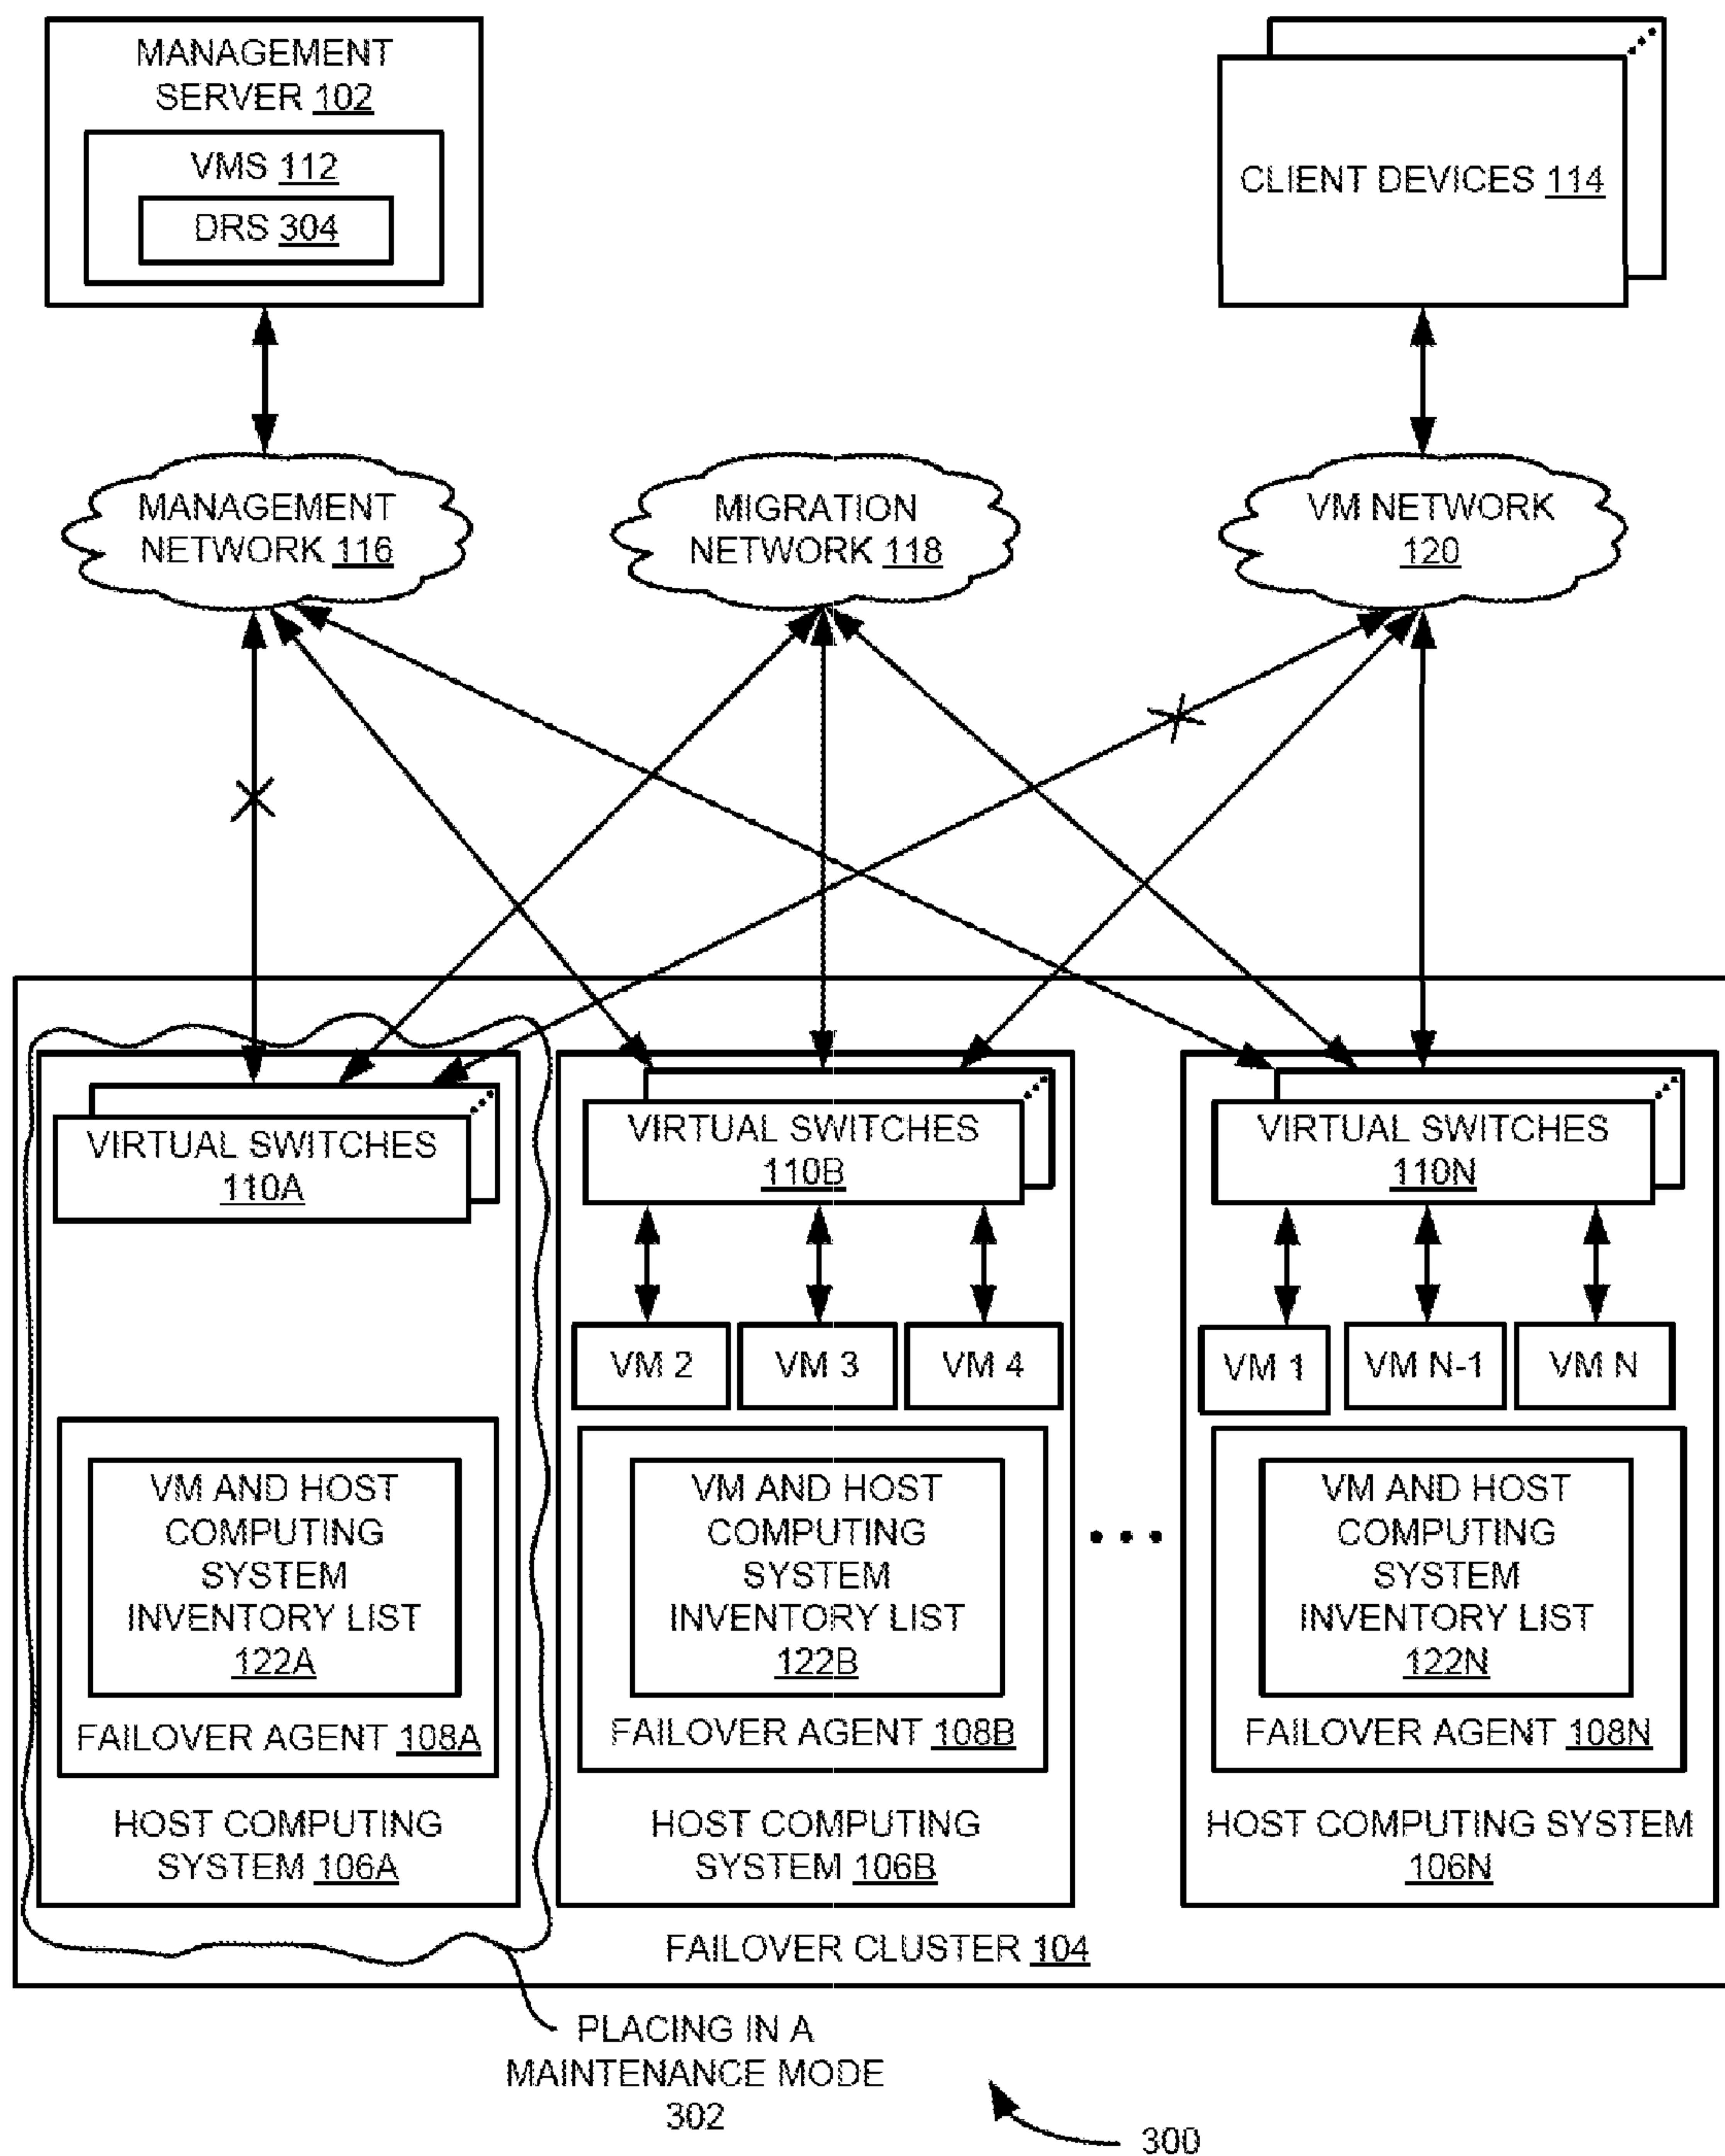 MANAGEMENT
SERVER 102
VMS 112
DRS 304
CLIENT DEVICES 114
MANAGEMENT
NETWORK 116
MIGRATION
NETWORK 118
VM NETWORK
120
VIRTUAL SWITCHES
110A
VM AND HOST
COMPUTING
SYSTEM
INVENTORY LIST
122A
FAILOVER AGENT 108A
HOST COMPUTING
SYSTEM 106A
VIRTUAL SWITCHES
110B
VM 2
VM 3
VM 4
VM AND HOST
COMPUTING
SYSTEM
INVENTORY LIST
122B
FAILOVER AGENT 108B
HOST COMPUTING
SYSTEM 106B
VIRTUAL SWITCHES
110N
VM 1
VM N-1
VM N
VM AND HOST
COMPUTING
SYSTEM
INVENTORY LIST
122N
FAILOVER AGENT 108N
HOST COMPUTING SYSTEM
106N
FAILOVER CLUSTER 104
PLACING IN A
MAINTENANCE MODE
302
300